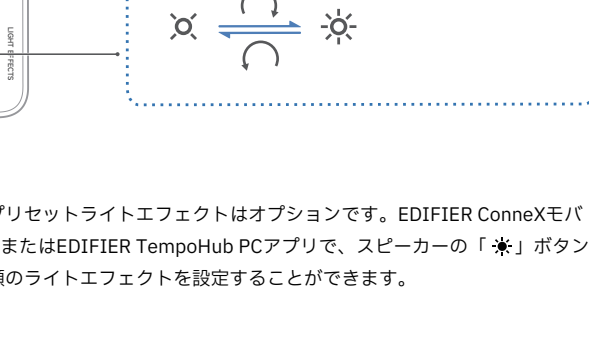 LIGHT EFFECTS
プリセットライトエフェクトはオプションです。EDIFIER ConneXモバ
またはEDIFIER TempoHub PCアプリで、スピーカーの「☀」ボタン
のライトエフェクトを設定することができます。